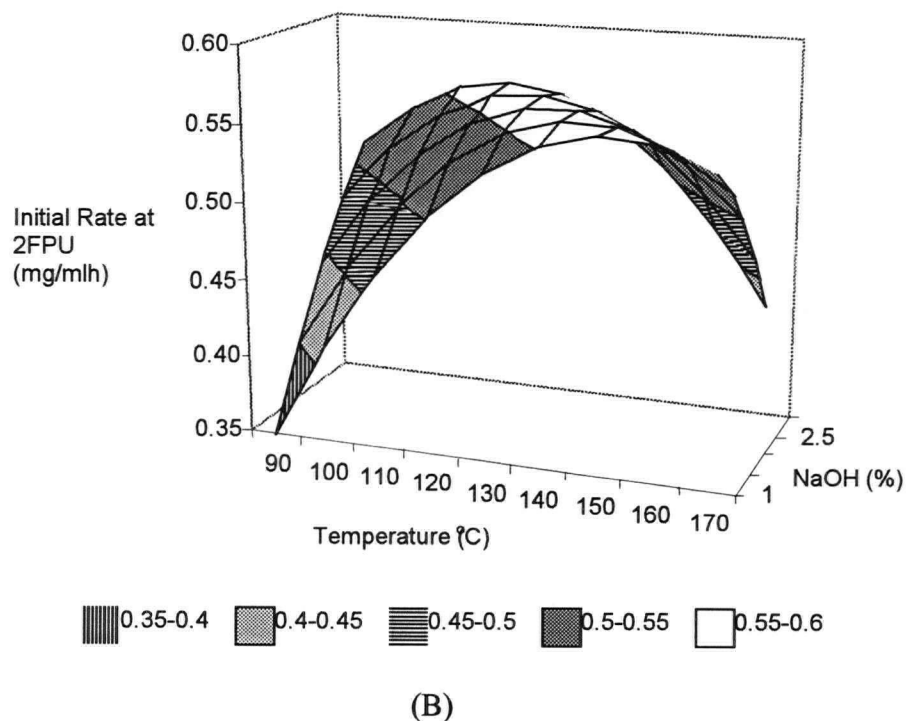 0.60
0.55
0.50
0.45
0.40
0.35
Initial Rate at
2FPU
(mg/mlh)
90 100 110 120 130 140 150 160 170
Temperature (°C)
2.5
1
NaOH (%)
0.35-0.4 0.4-0.45 0.45-0.5 0.5-0.55 0.55-0.6
(B)